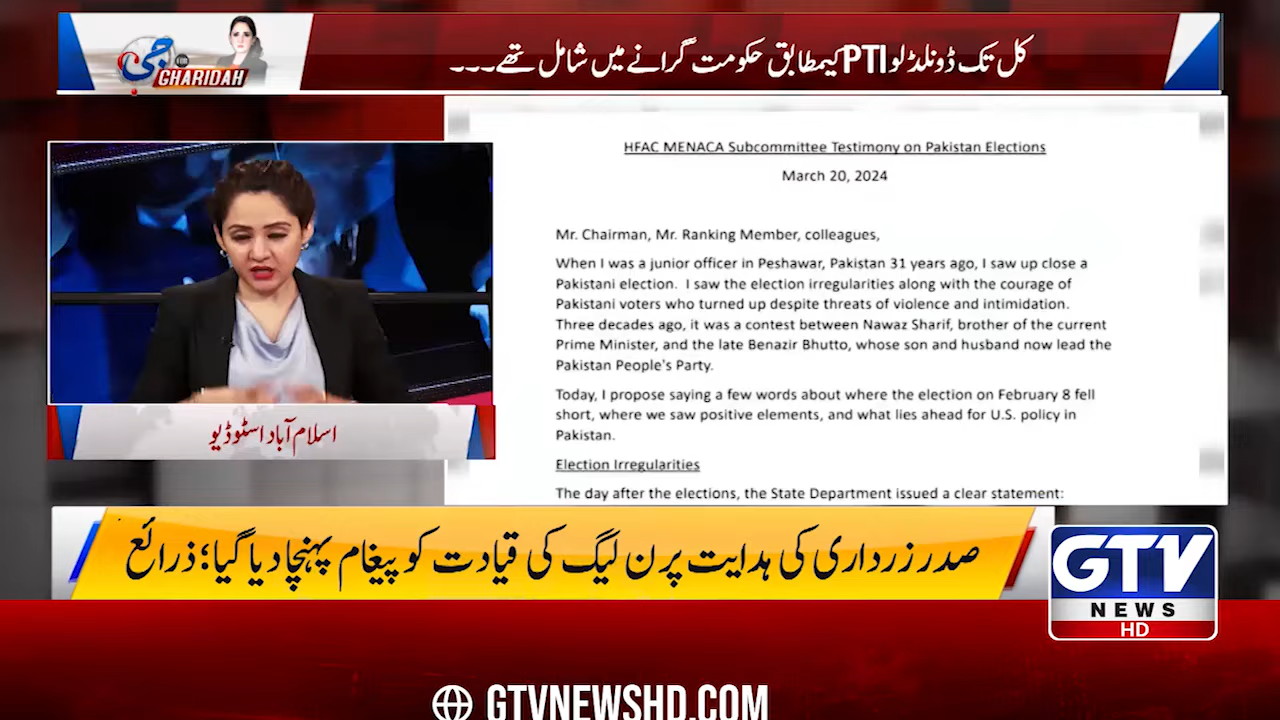 جی FOR GHARIDAH
کل تک ڈونلڈ لو PTI کیمطابق حکومت گرانے میں شامل تھے۔۔۔
HFAC MENACA Subcommittee Testimony on Pakistan Elections
March 20, 2024
Mr. Chairman, Mr. Ranking Member, colleagues,
When I was a junior officer in Peshawar, Pakistan 31 years ago, I saw up close a
Pakistani election. I saw the election irregularities along with the courage of
Pakistani voters who turned up despite threats of violence and intimidation.
Three decades ago, it was a contest between Nawaz Sharif, brother of the current
Prime Minister, and the late Benazir Bhutto, whose son and husband now lead the
Pakistan People's Party.
Today, I propose saying a few words about where the election on February 8 fell
short, where we saw positive elements, and what lies ahead for U.S. policy in
Pakistan.
Election Irregularities
The day after the elections, the State Department issued a clear statement:
اسلام آباد اسٹوڈیو
صدر زرداری کی ہدایت پر ن لیگ کی قیادت کو پیغام پہنچا دیا گیا؛ ذرائع
GTV
NEWS
HD
GTVNEWSHD.COM